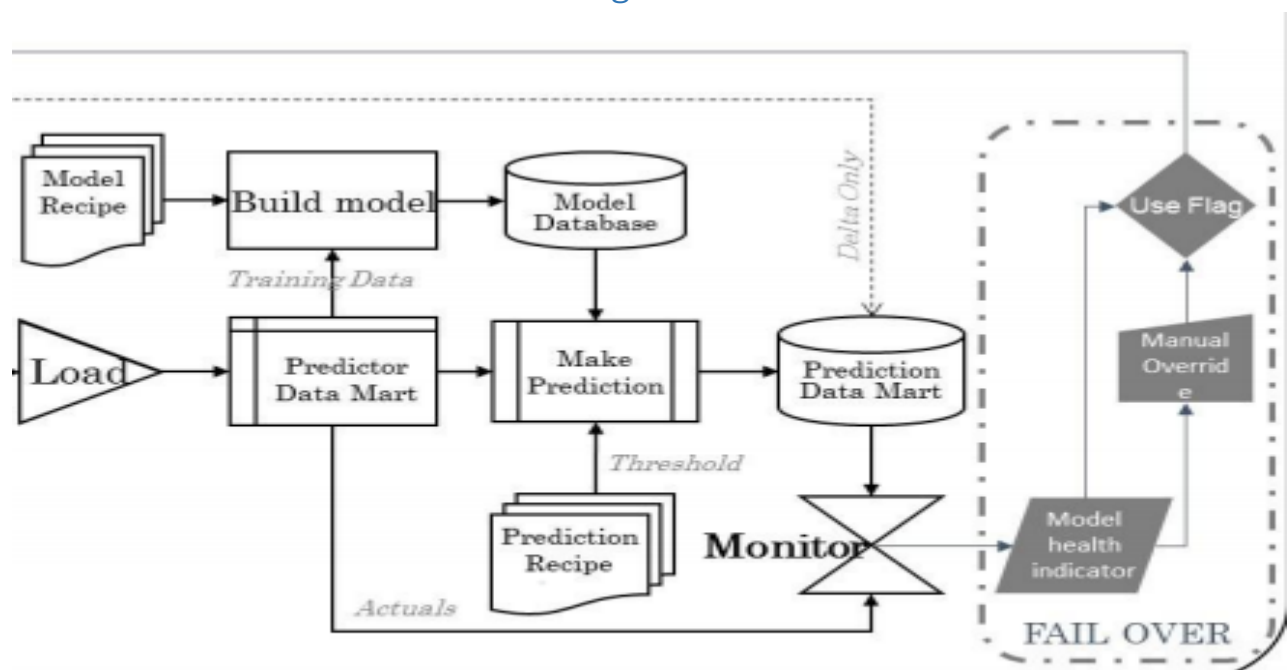 Model
Recipe
Build model
Model
Database
Delta Only
Use Flag
Training Data
Load
Predictor
Data Mart
Make
Prediction
Prediction
Data Mart
Manual
Overrid
e
Threshold
Prediction
Recipe
Monitor
Model
health
indicator
Actuals
FAIL OVER